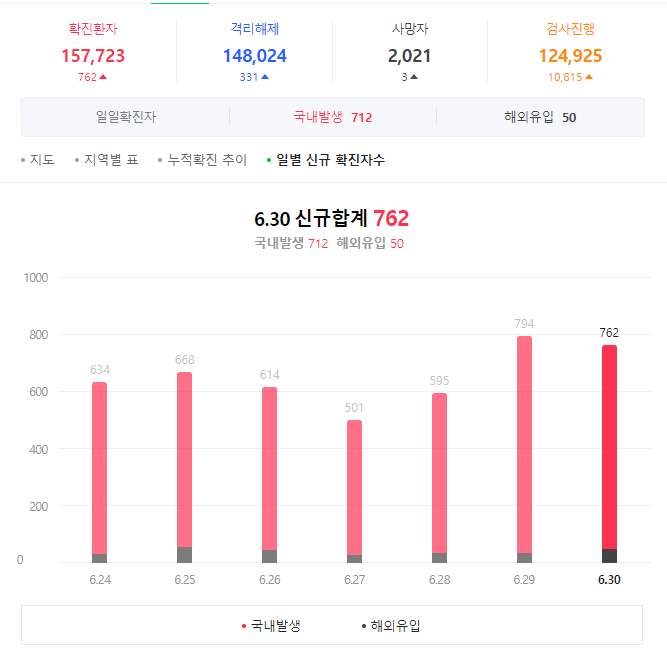 확진환자 격리해제 사망자 검사진행
157,723 148,024 2,021 124,925
762▲ 331▲ 3▲ 10,815▲
일일확진자 국내발생 712 해외유입 50
• 지도 • 지역별 표 • 누적확진 추이 • 일별 신규 확진자수
6.30 신규합계 762
국내발생 712 해외유입 50
1000
800
600
400
200
0
634 668 614 501 595 794 762
6.24 6.25 6.26 6.27 6.28 6.29 6.30
• 국내발생 • 해외유입